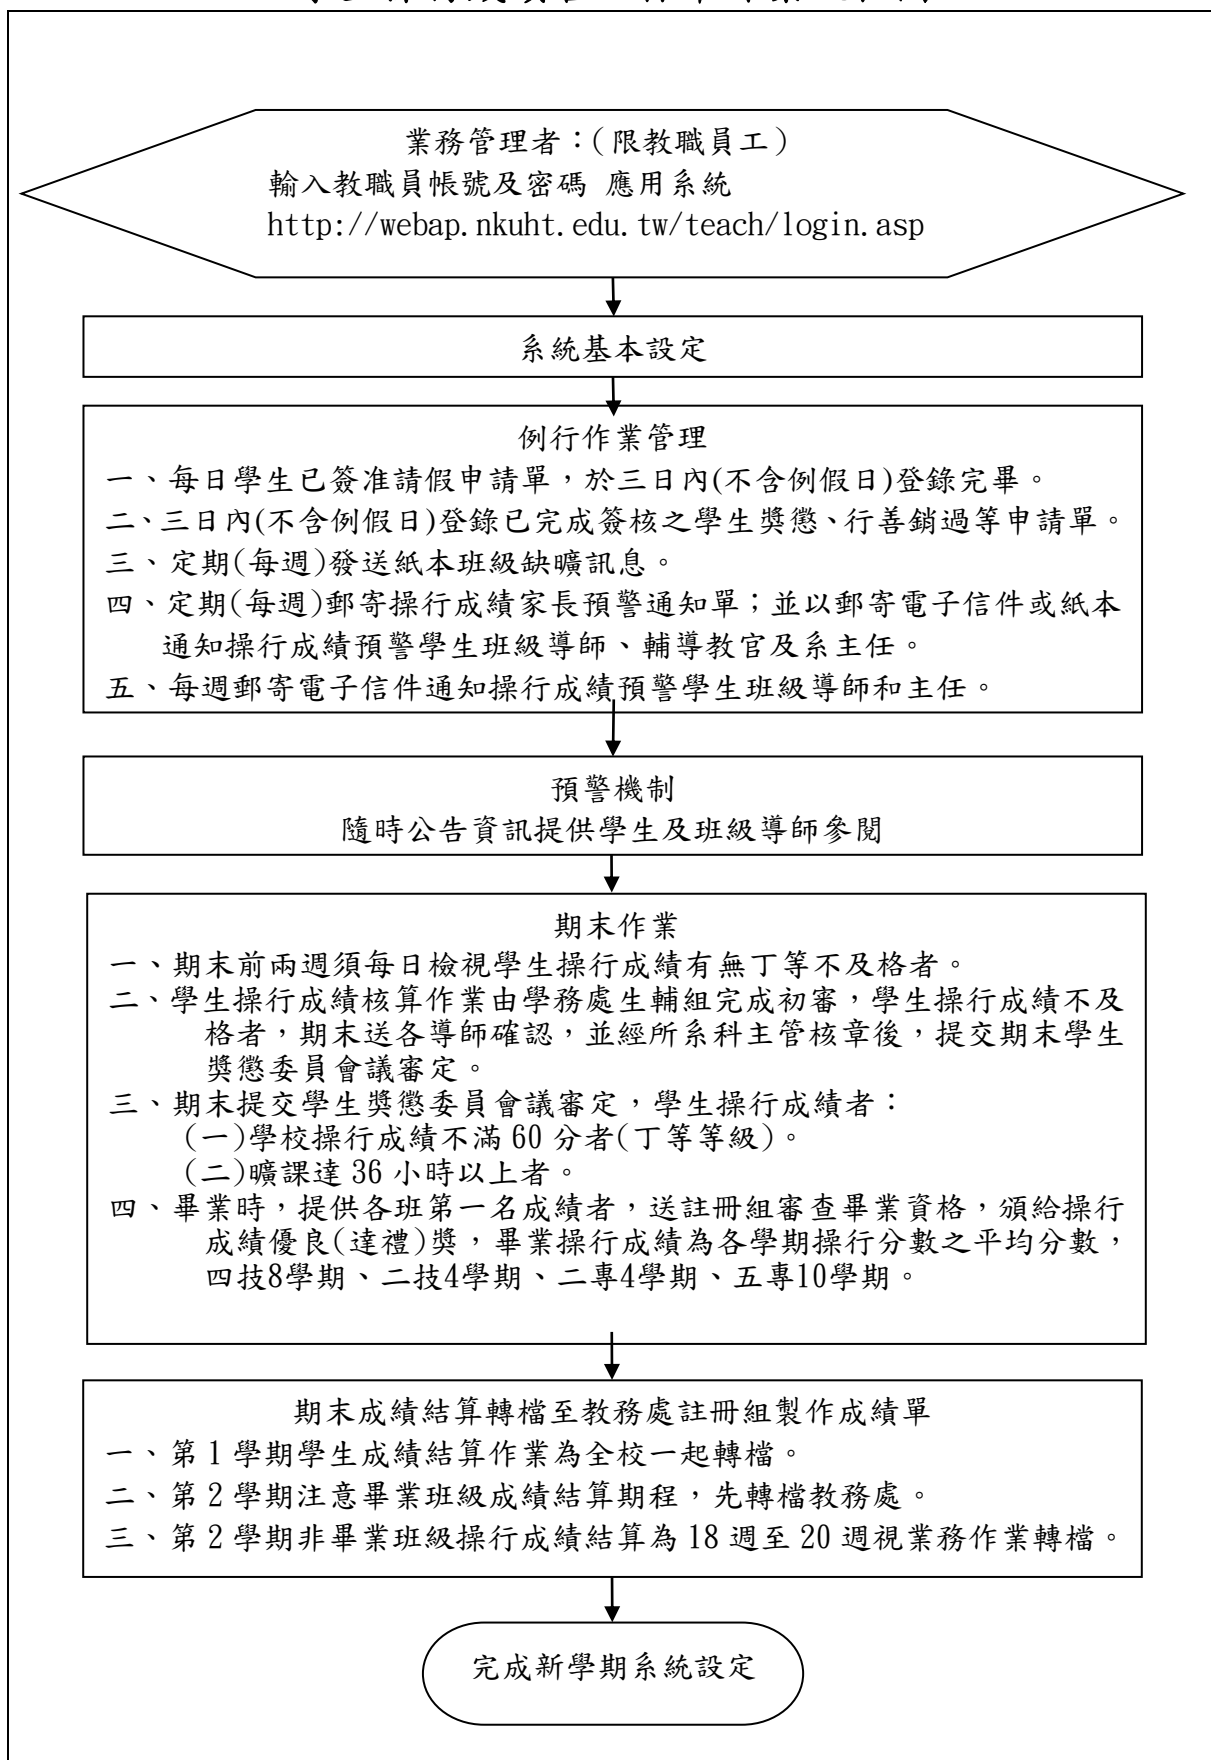 業務管理者：(限教職員工)
輸入教職員帳號及密碼 應用系統
http://webap.nkuht.edu.tw/teach/login.asp
系統基本設定
例行作業管理
一、每日學生已簽准請假申請單，於三日內(不含例假日)登錄完畢。
二、三日內(不含例假日)登錄已完成簽核之學生獎懲、行善銷過等申請單。
三、定期(每週)發送紙本班級缺曠訊息。
四、定期(每週)郵寄操行成績家長預警通知單；並以郵寄電子信件或紙本
通知操行成績預警學生班級導師、輔導教官及系主任。
五、每週郵寄電子信件通知操行成績預警學生班級導師和主任。
預警機制
隨時公告資訊提供學生及班級導師參閱
期末作業
一、期末前兩週須每日檢視學生操行成績有無丁等不及格者。
二、學生操行成績核算作業由學務處生輔組完成初審，學生操行成績不及
格者，期末送各導師確認，並經所系科主管核章後，提交期末學生
獎懲委員會議審定。
三、期末提交學生獎懲委員會議審定，學生操行成績者：
(一)學校操行成績不滿 60 分者(丁等等級)。
(二)曠課達 36 小時以上者。
四、畢業時，提供各班第一名成績者，送註冊組審查畢業資格，頒給操行
成績優良(達禮)獎，畢業操行成績為各學期操行分數之平均分數，
四技8學期、二技4學期、二專4學期、五專10學期。
期末成績結算轉檔至教務處註冊組製作成績單
一、第 1 學期學生成績結算作業為全校一起轉檔。
二、第 2 學期注意畢業班級成績結算期程，先轉檔教務處。
三、第 2 學期非畢業班級操行成績結算為 18 週至 20 週視業務作業轉檔。
完成新學期系統設定